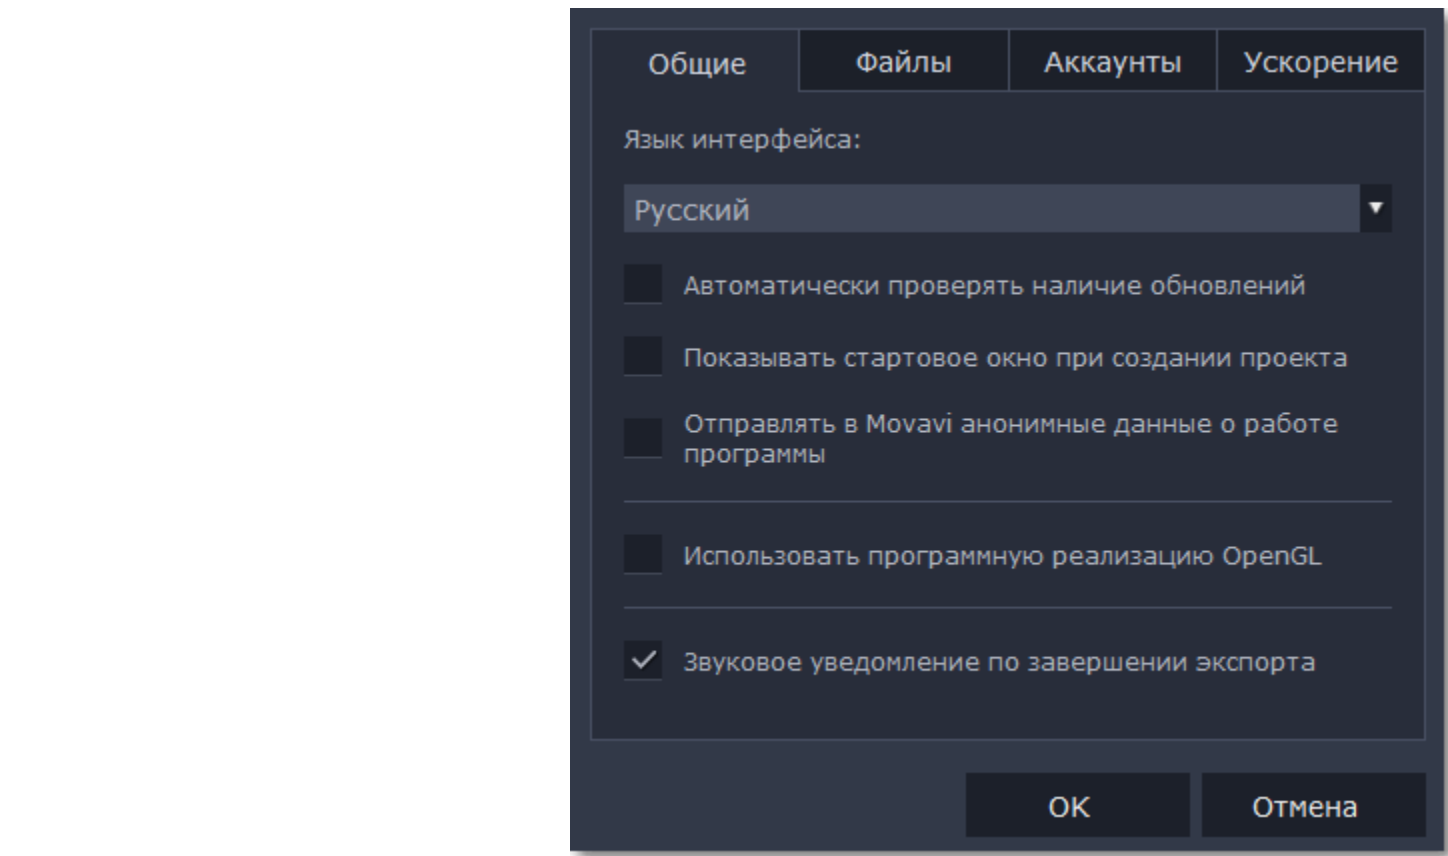 Общие Файлы Аккаунты Ускорение
Язык интерфейса:
Русский
Автоматически проверять наличие обновлений
Показывать стартовое окно при создании проекта
Отправлять в Movavi анонимные данные о работе
программы
Использовать программную реализацию OpenGL
Звуковое уведомление по завершении экспорта
OK Отмена